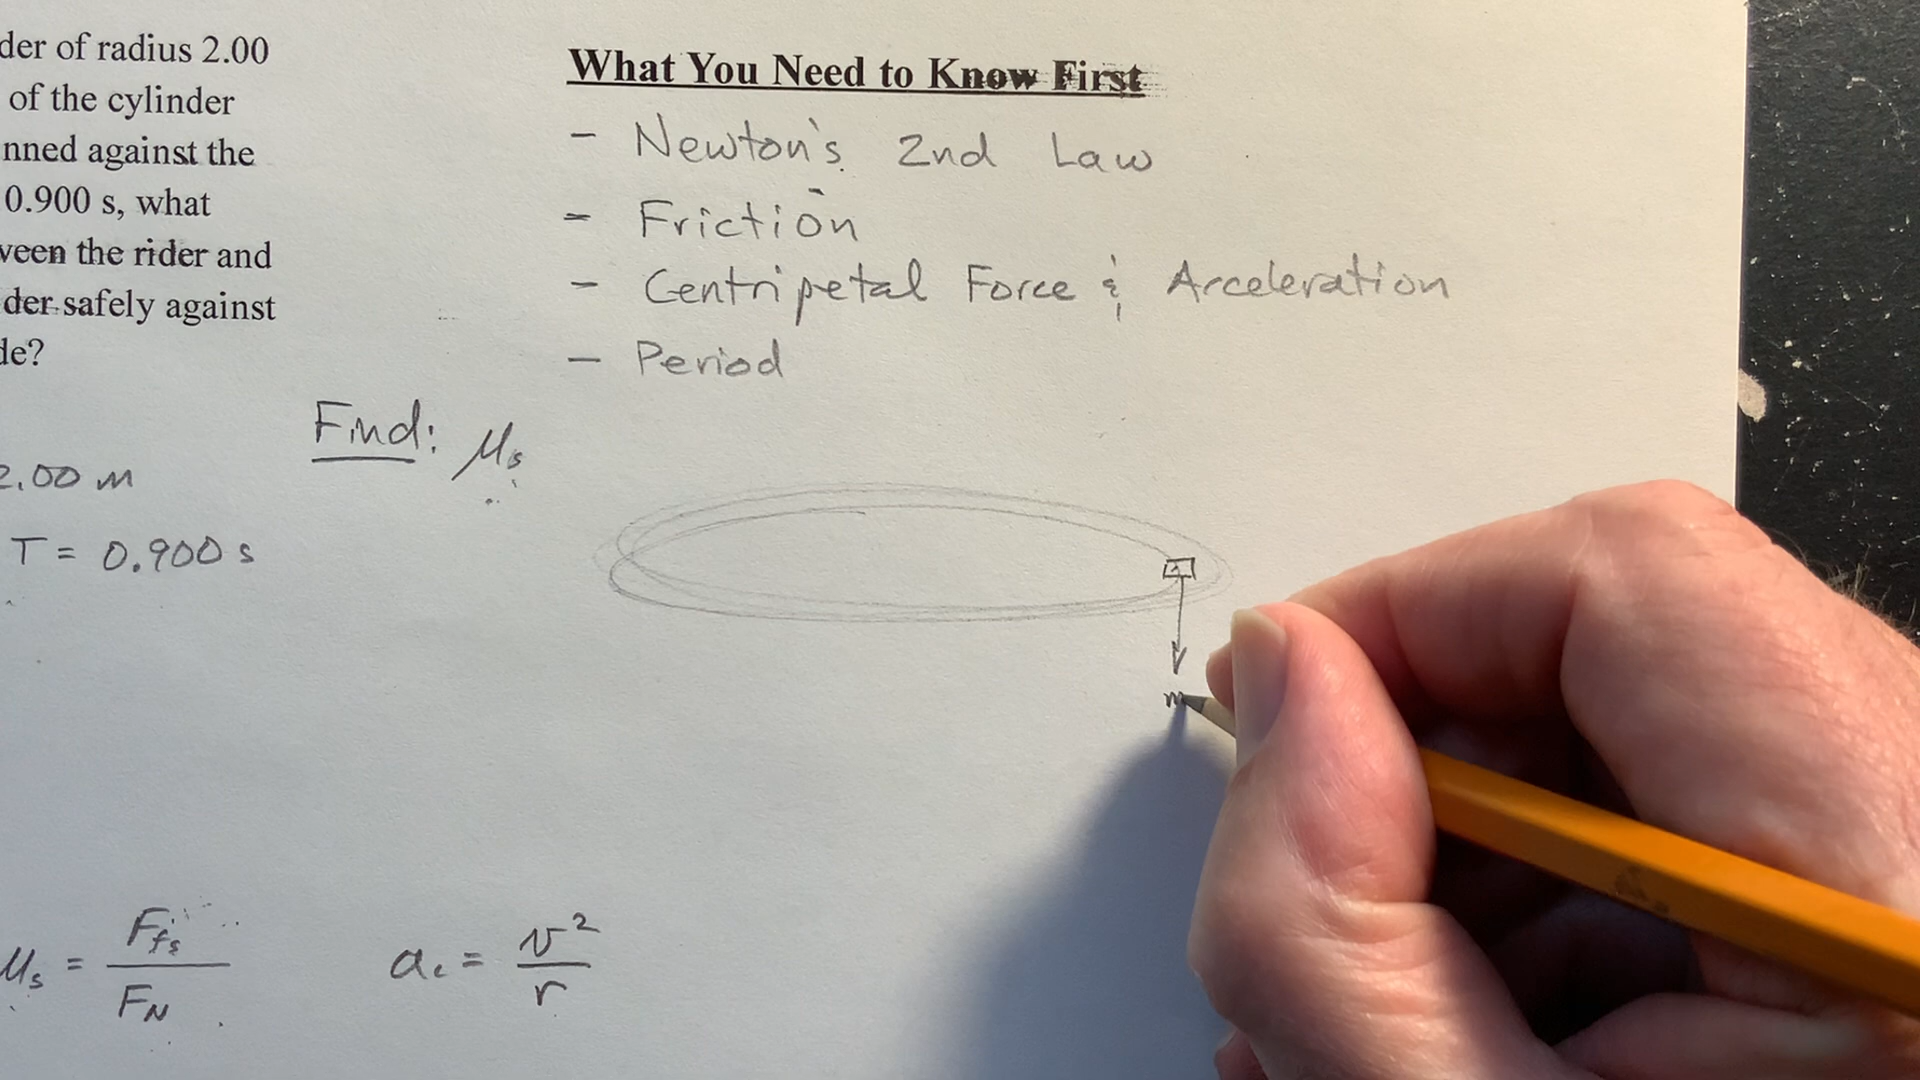 der of radius 2.00
of the cylinder
nned against the
0.900 s, what
ween the rider and
der safely against
de?
What You Need to Know First
- Newton's 2nd Law
- Friction
- Centripetal Force & Acceleration
- Period
Find: μs
2.00 m
T = 0.900 s
m
μs = Ffs / FN
ac = v² / r